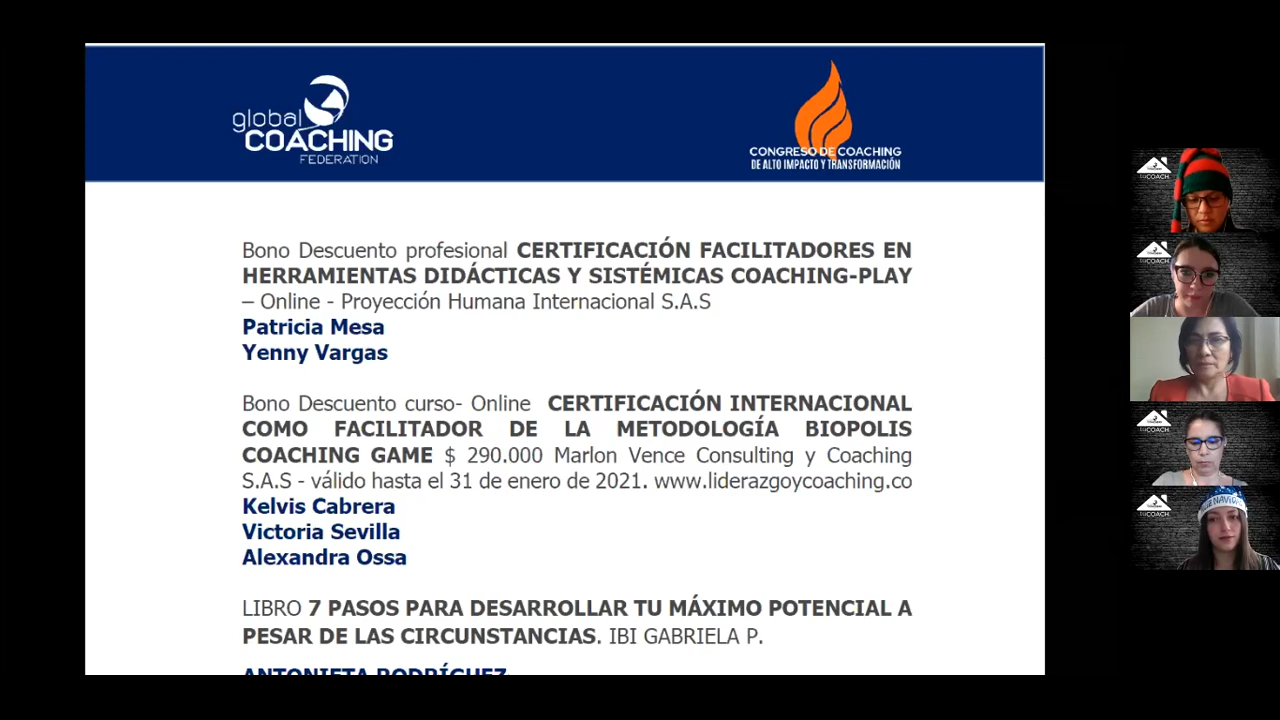 global
COACHING
FEDERATION
CONGRESO DE COACHING
DE ALTO IMPACTO Y TRANSFORMACIÓN
Bono Descuento profesional CERTIFICACIÓN FACILITADORES EN
HERRAMIENTAS DIDÁCTICAS Y SISTÉMICAS COACHING-PLAY
– Online - Proyección Humana Internacional S.A.S
Patricia Mesa
Yenny Vargas
Bono Descuento curso- Online CERTIFICACIÓN INTERNACIONAL
COMO FACILITADOR DE LA METODOLOGÍA BIOPOLIS
COACHING GAME $ 290.000 Marlon Vence Consulting y Coaching
S.A.S - válido hasta el 31 de enero de 2021. www.liderazgoycoaching.co
Kelvis Cabrera
Victoria Sevilla
Alexandra Ossa
LIBRO 7 PASOS PARA DESARROLLAR TU MÁXIMO POTENCIAL A
PESAR DE LAS CIRCUNSTANCIAS. IBI GABRIELA P.
ANTONIETA RODRÍGUEZ